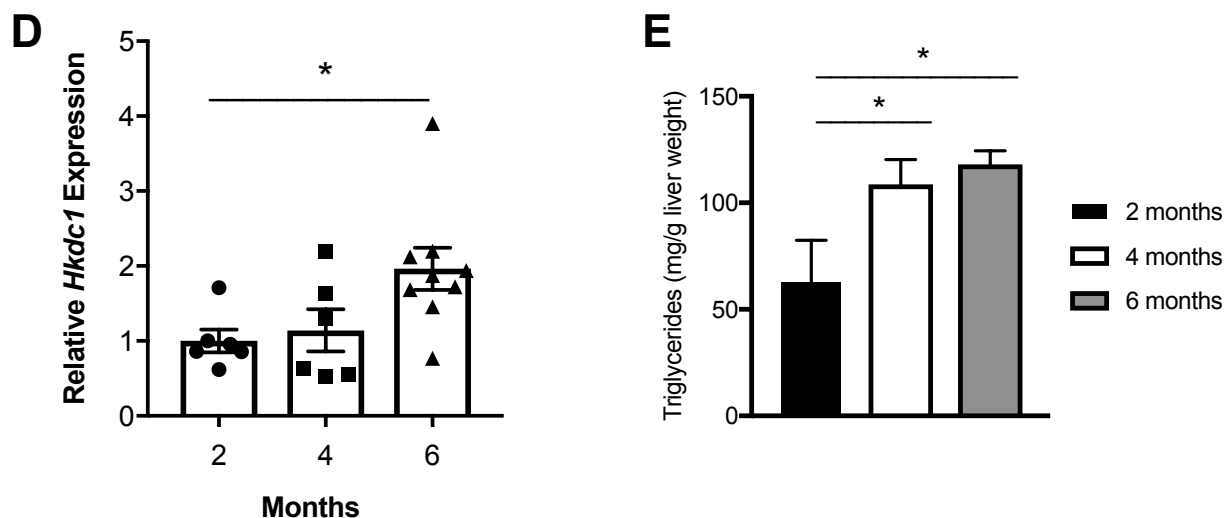 D
Relative Hkdc1 Expression
5
4
3
2
1
0
*
2 4 6
Months
E
Triglycerides (mg/g liver weight)
150
100
50
0
*
*
2 months
4 months
6 months